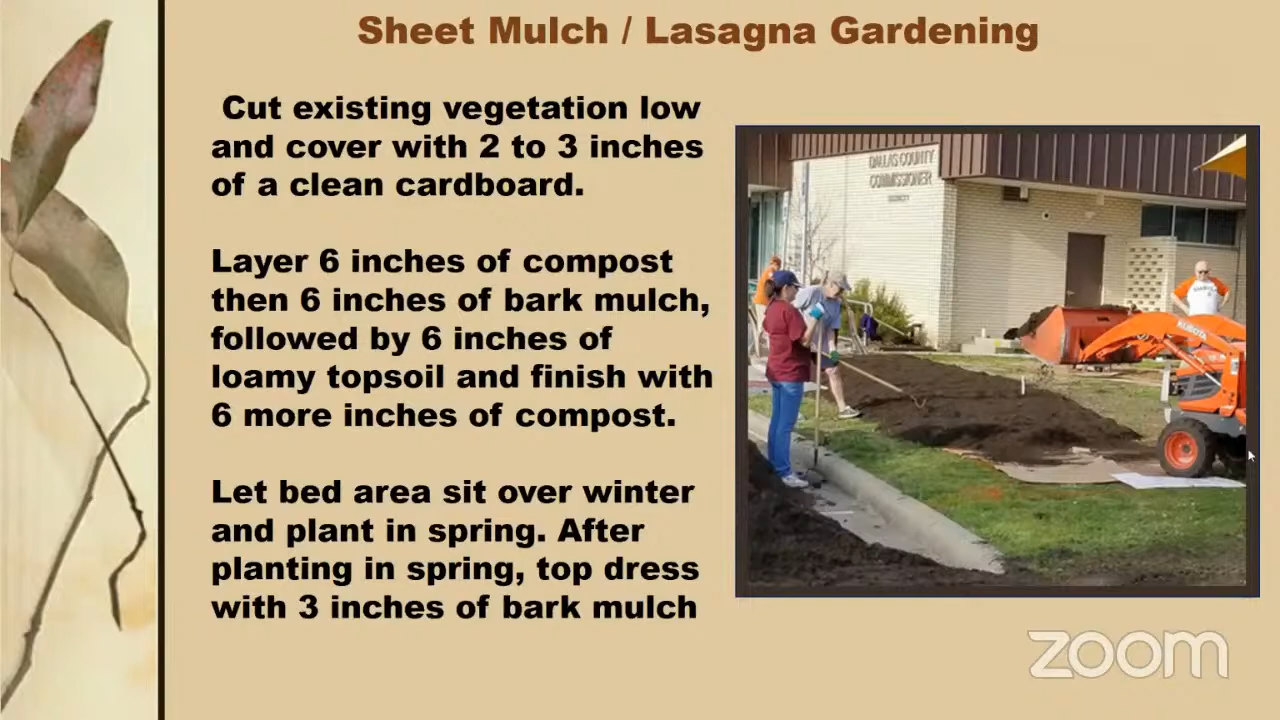 Sheet Mulch / Lasagna Gardening
Cut existing vegetation low
and cover with 2 to 3 inches
of a clean cardboard.
Layer 6 inches of compost
then 6 inches of bark mulch,
followed by 6 inches of
loamy topsoil and finish with
6 more inches of compost.
Let bed area sit over winter
and plant in spring. After
planting in spring, top dress
with 3 inches of bark mulch
DALLAS COUNTY
COMMISSIONER
KUBOTA
zoom